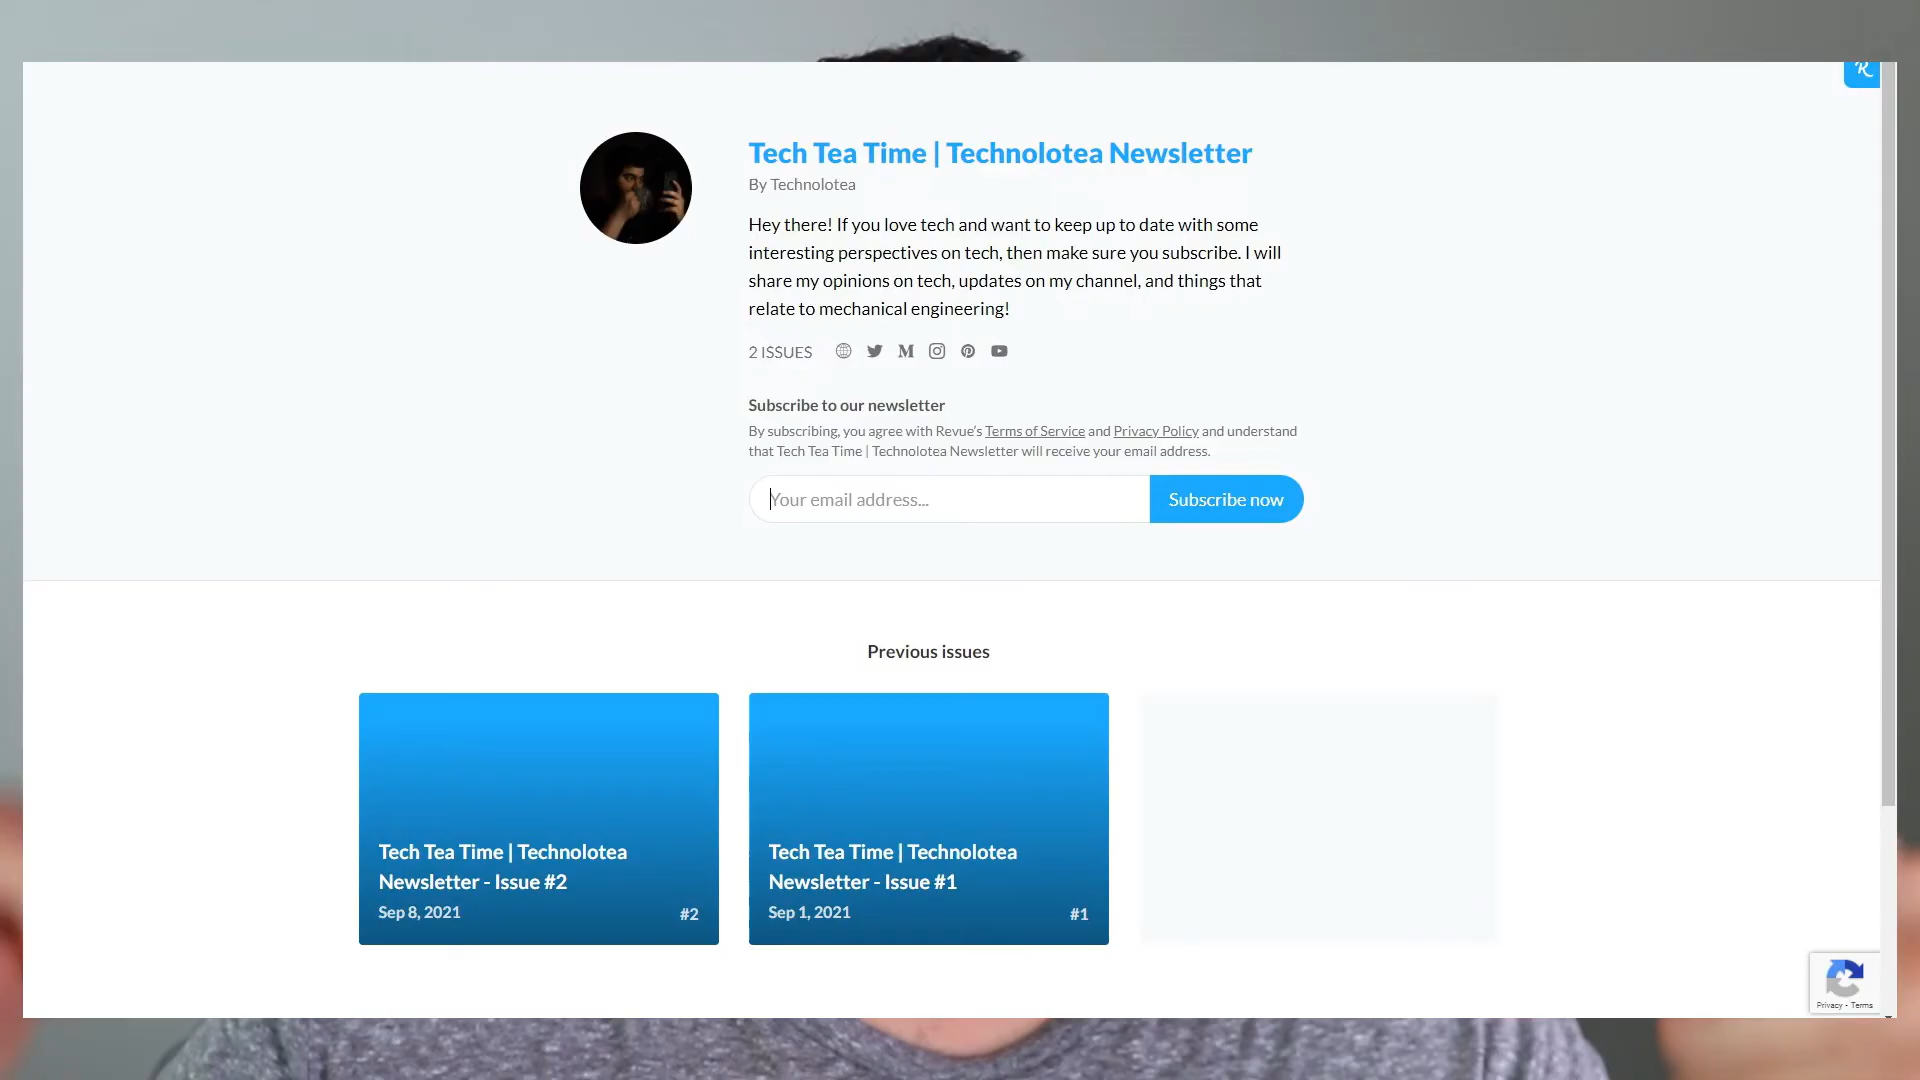 Tech Tea Time | Technolotea Newsletter
By Technolotea
Hey there! If you love tech and want to keep up to date with some
interesting perspectives on tech, then make sure you subscribe. I will
share my opinions on tech, updates on my channel, and things that
relate to mechanical engineering!
2 ISSUES
Subscribe to our newsletter
By subscribing, you agree with Revue's Terms of Service and Privacy Policy and understand
that Tech Tea Time | Technolotea Newsletter will receive your email address.
Your email address...
Subscribe now
Previous issues
Tech Tea Time | Technolotea
Newsletter - Issue #2
Sep 8, 2021
#2
Tech Tea Time | Technolotea
Newsletter - Issue #1
Sep 1, 2021
#1
Privacy - Terms